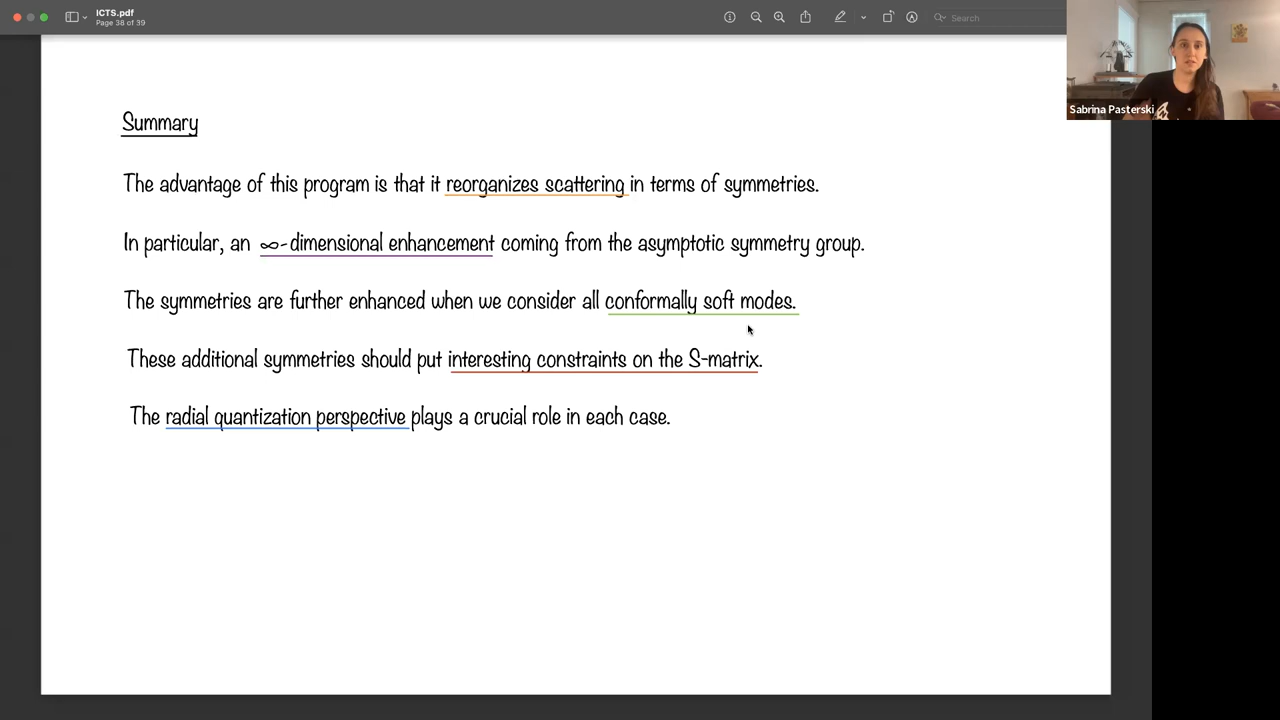 ICTS.pdf
Page 38 of 39
Search
Sabrina Pasterski
Summary
The advantage of this program is that it reorganizes scattering in terms of symmetries.
In particular, an ∞-dimensional enhancement coming from the asymptotic symmetry group.
The symmetries are further enhanced when we consider all conformally soft modes.
These additional symmetries should put interesting constraints on the S-matrix.
The radial quantization perspective plays a crucial role in each case.